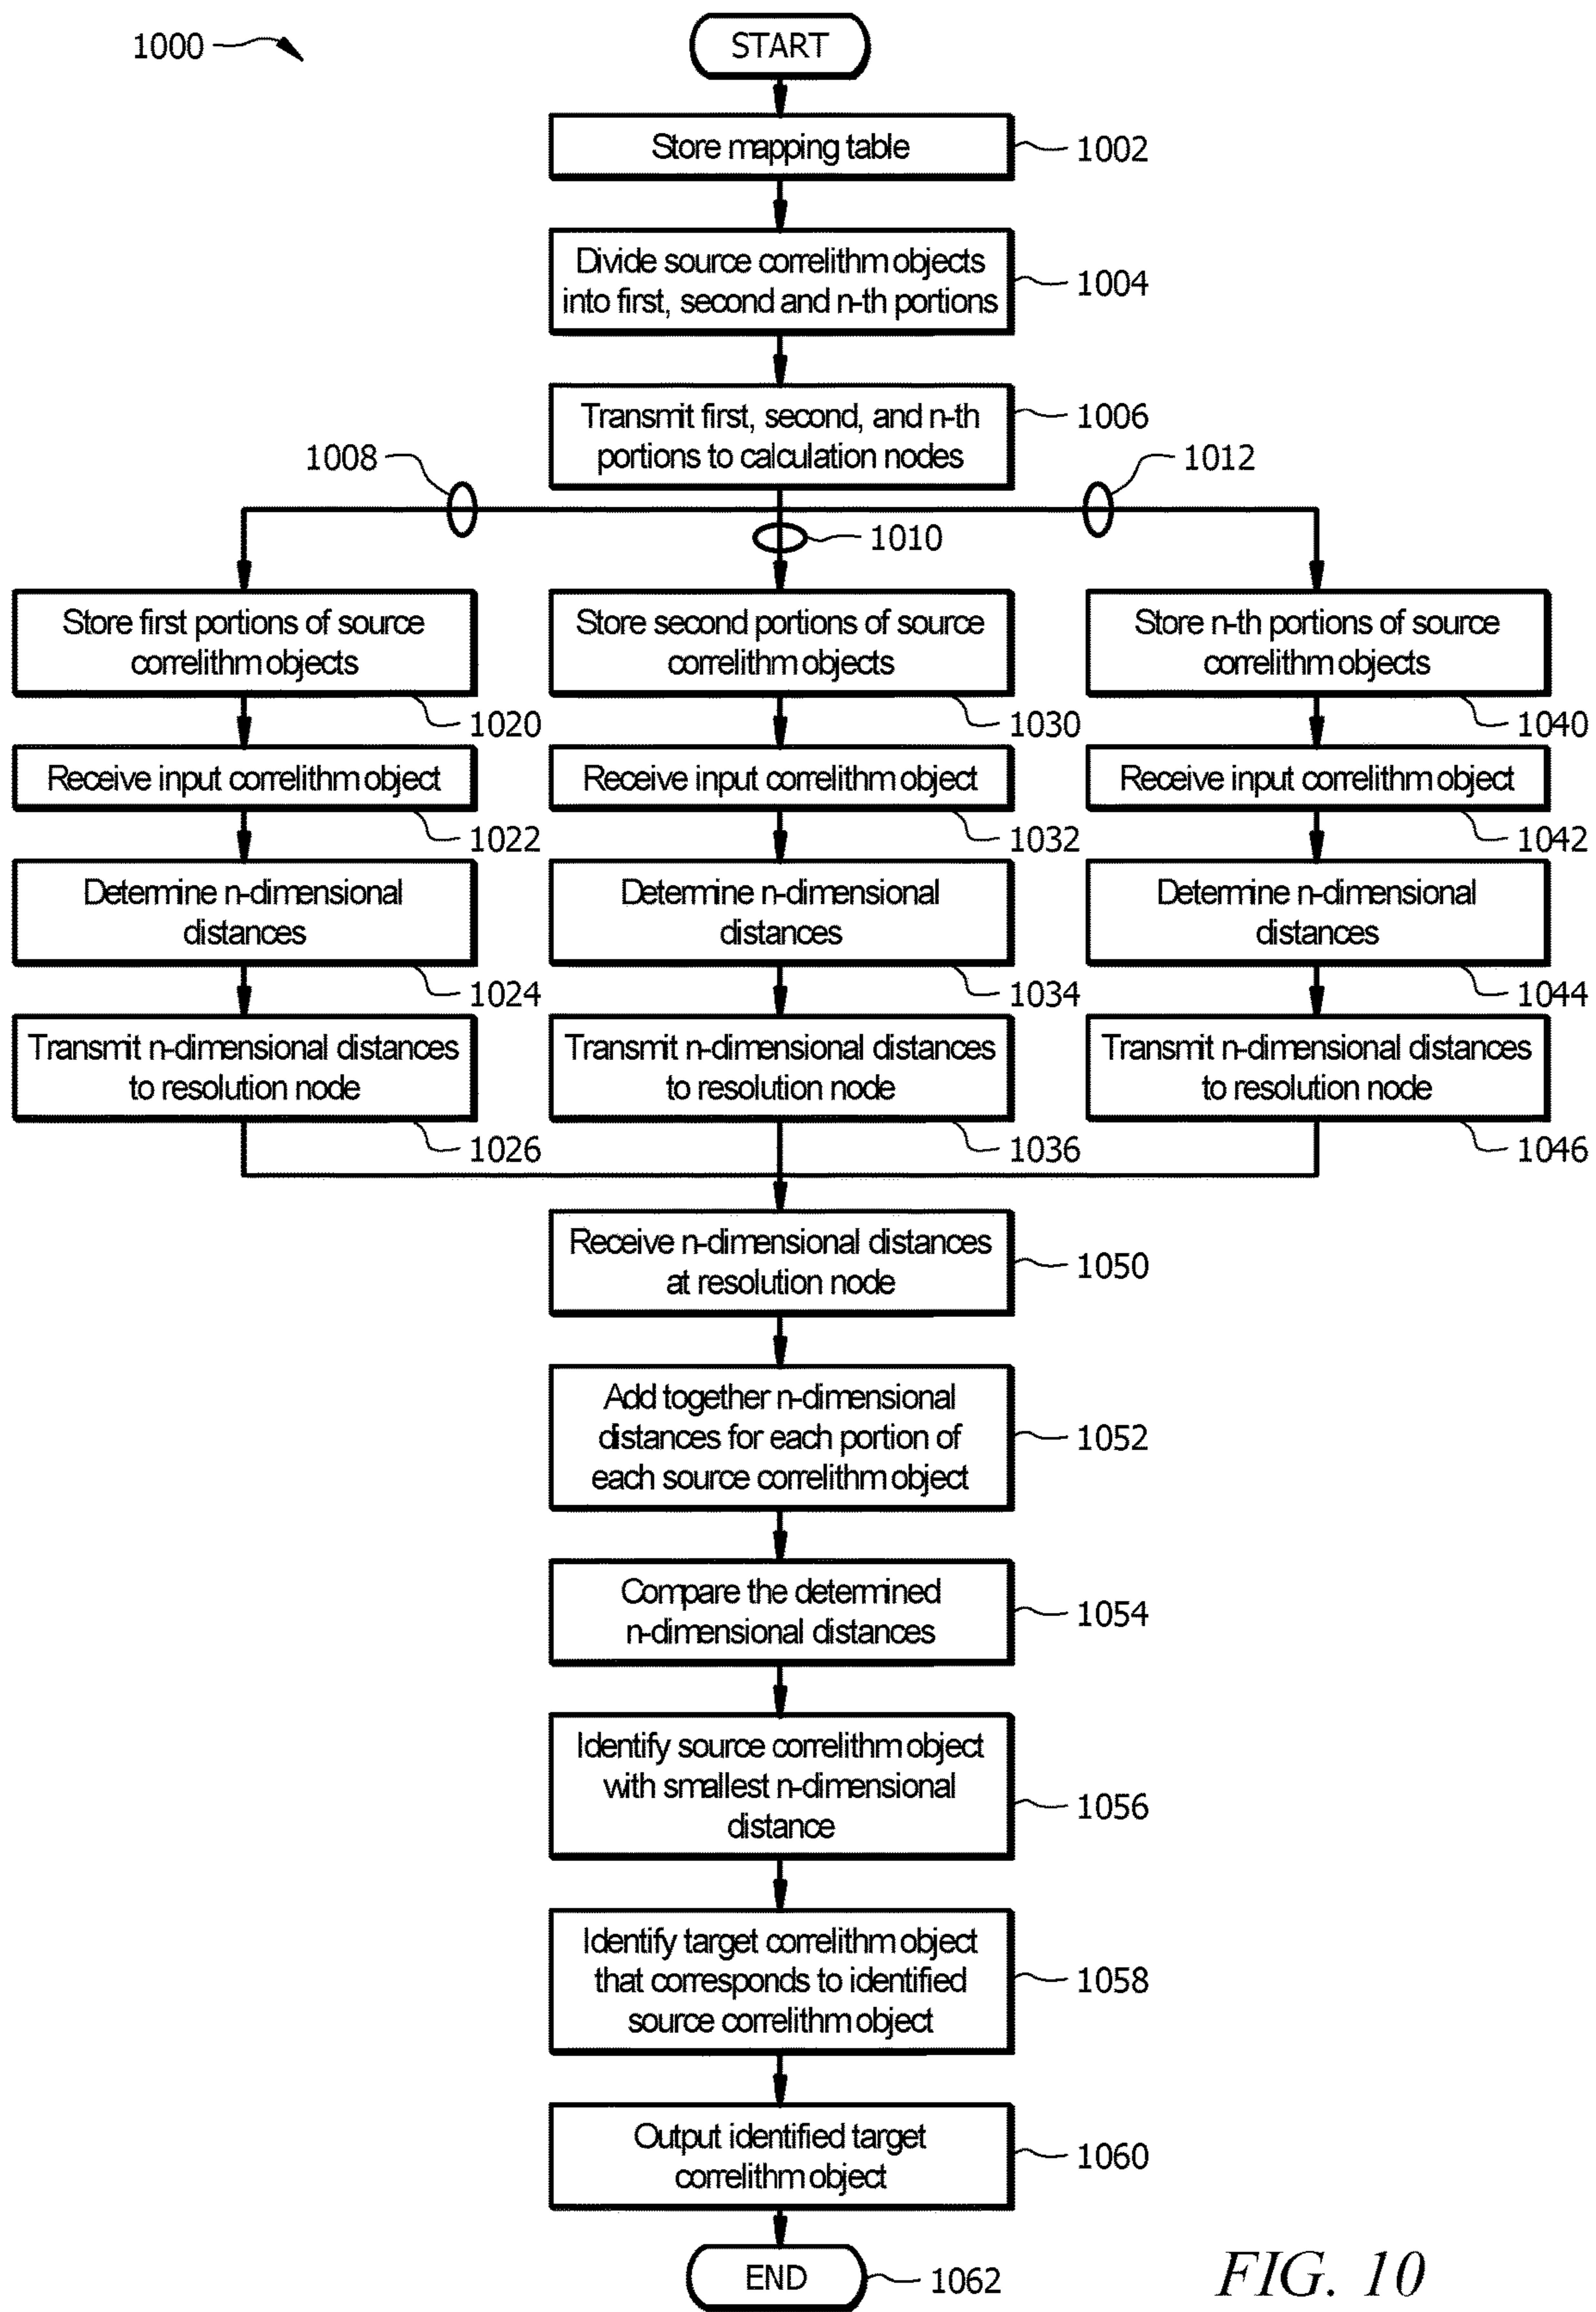 1000
START
Store mapping table
1002
Divide source correlithm objects
into first, second and n-th portions
1004
Transmit first, second, and n-th
portions to calculation nodes
1006
1008
1010
1012
Store first portions of source
correlithm objects
1020
Store second portions of source
correlithm objects
1030
Store n-th portions of source
correlithm objects
1040
Receive input correlithm object
1022
Receive input correlithm object
1032
Receive input correlithm object
1042
Determine n-dimensional
distances
1024
Determine n-dimensional
distances
1034
Determine n-dimensional
distances
1044
Transmit n-dimensional distances
to resolution node
1026
Transmit n-dimensional distances
to resolution node
1036
Transmit n-dimensional distances
to resolution node
1046
Receive n-dimensional distances
at resolution node
1050
Add together n-dimensional
distances for each portion of
each source correlithm object
1052
Compare the determined
n-dimensional distances
1054
Identify source correlithm object
with smallest n-dimensional
distance
1056
Identify target correlithm object
that corresponds to identified
source correlithm object
1058
Output identified target
correlithm object
1060
END
1062
FIG. 10